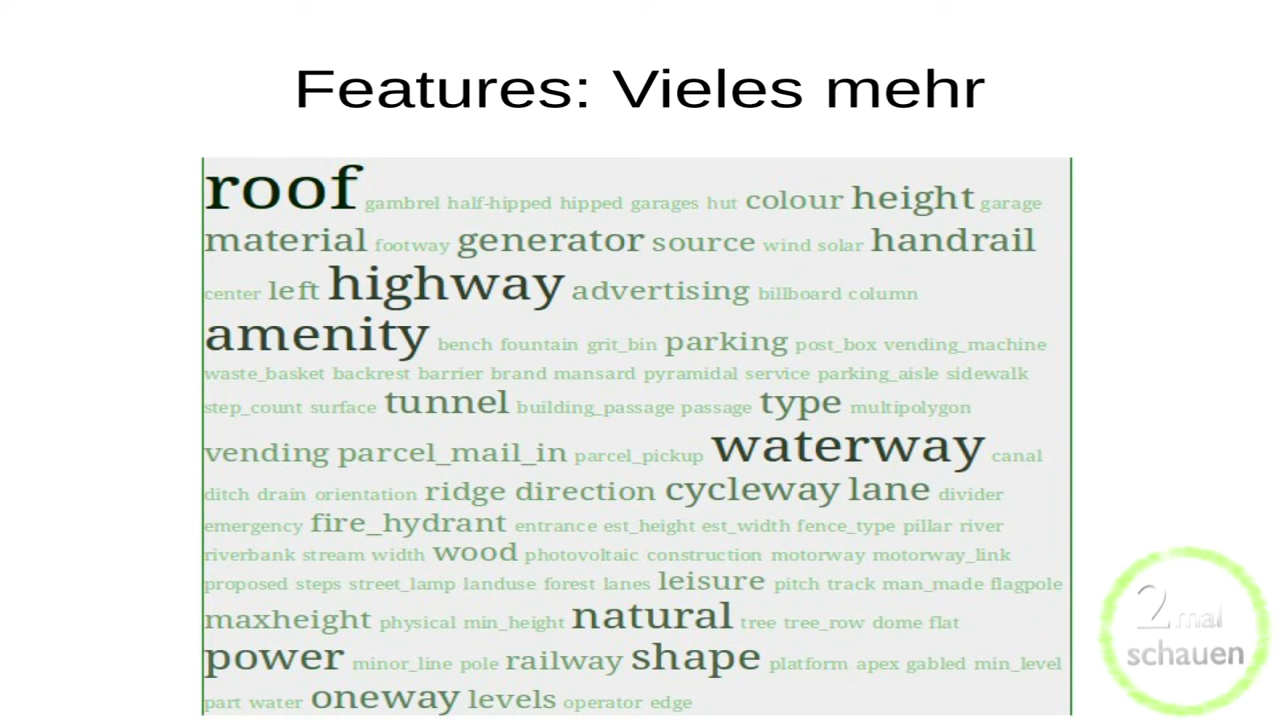 Features: Vieles mehr
roof gambrel half-hipped hipped garages hut colour height garage
material footway generator source wind solar handrail
center left highway advertising billboard column
amenity bench fountain grit_bin parking post_box vending_machine
waste_basket backrest barrier brand mansard pyramidal service parking_aisle sidewalk
step_count surface tunnel building_passage passage type multipolygon
vending parcel_mail_in parcel_pickup waterway canal
ditch drain orientation ridge direction cycleway lane divider
emergency fire_hydrant entrance est_height est_width fence_type pillar river
riverbank stream width wood photovoltaic construction motorway motorway_link
proposed steps street_lamp landuse forest lanes leisure pitch track man_made flagpole
maxheight physical min_height natural tree tree_row dome flat
power minor_line pole railway shape platform apex gabled min_level
part water oneway levels operator edge
2 mal
schauen